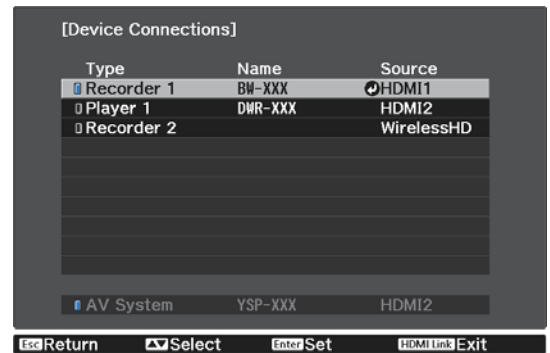 [Device Connections]
Type Name Source
Recorder 1 BW-XXX HDMI1
Player 1 DWR-XXX HDMI2
Recorder 2 WirelessHD
AV System YSP-XXX HDMI2
Esc Return Select Enter Set HDMI Link Exit